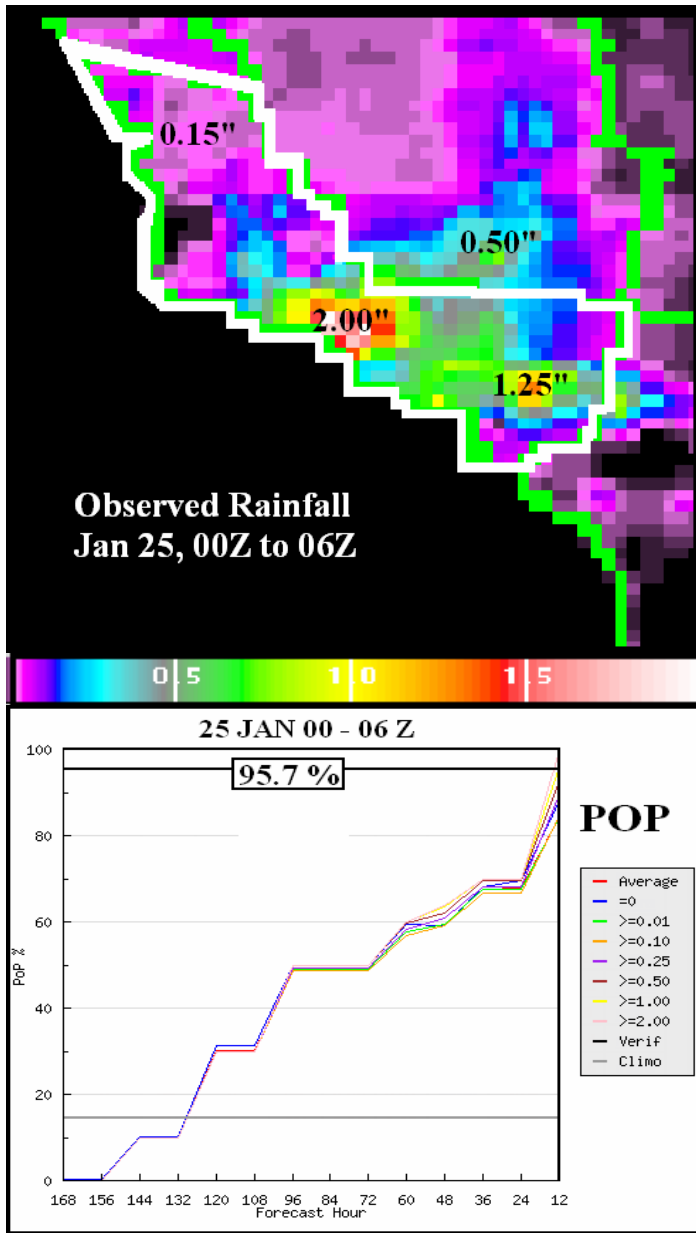 0.15"
0.50"
2.00"
1.25"
Observed Rainfall
Jan 25, 00Z to 06Z
0.5 1.0 1.5
25 JAN 00 - 06 Z
100
95.7 %
80
60
40
20
0
PoP %
168 156 144 132 120 108 96 84 72 60 48 36 24 12
Forecast Hour
POP
Average
=0
>=0.01
>=0.10
>=0.25
>=0.50
>=1.00
>=2.00
Verif
Climo